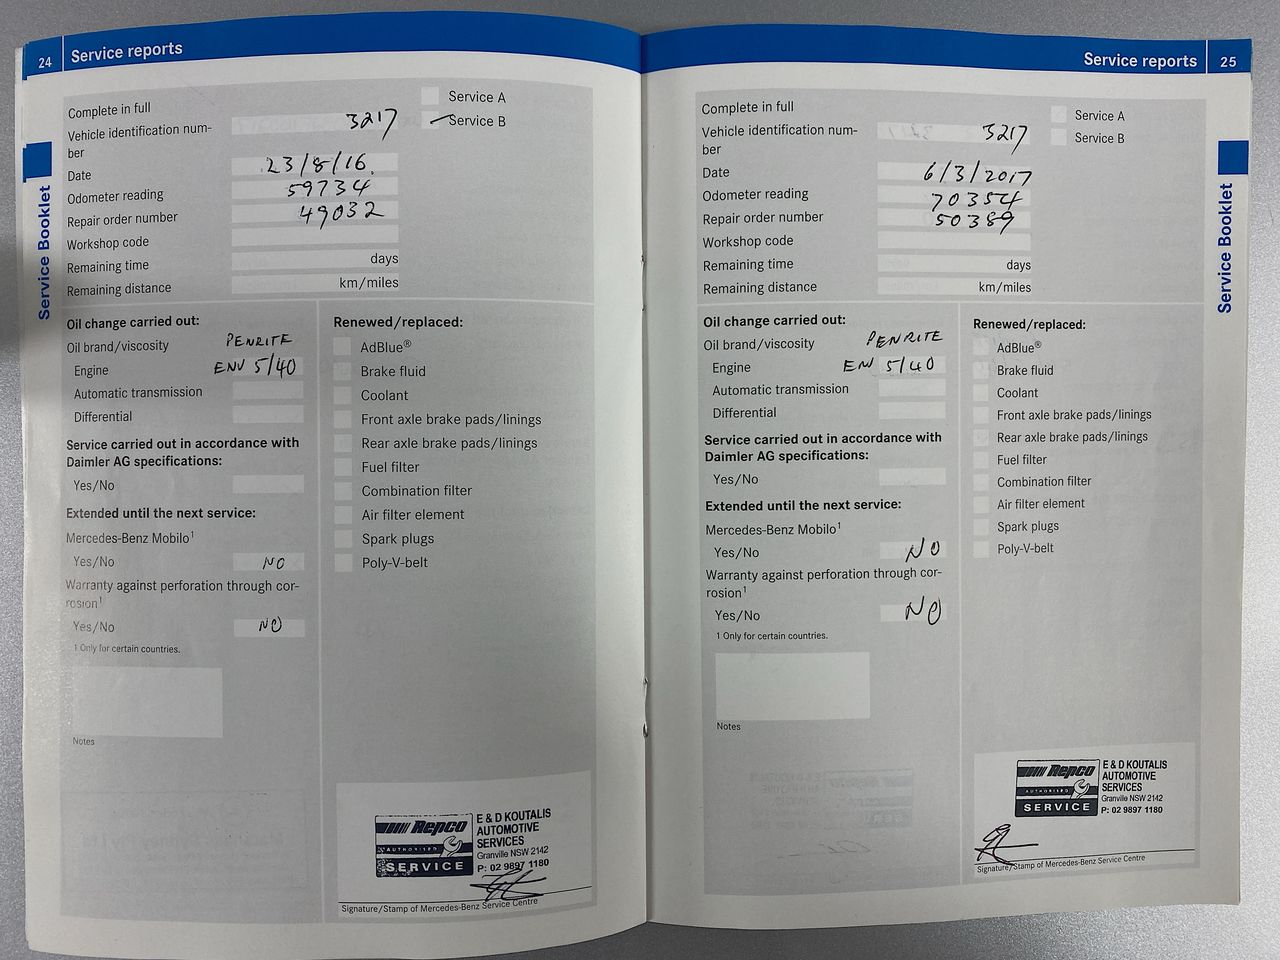 24 Service reports
Service Booklet
Complete in full
Service A
Vehicle identification num-
ber
3217
Service B
Date 23/8/16
Odometer reading 59734
Repair order number 49032
Workshop code
Remaining time days
Remaining distance km/miles
Oil change carried out:
Oil brand/viscosity PENRITE
Engine ENV 5/40
Automatic transmission
Differential
Service carried out in accordance with
Daimler AG specifications:
Yes/No
Extended until the next service:
Mercedes-Benz Mobilo1
Yes/No NO
Warranty against perforation through cor-
rosion1
Yes/No NO
1 Only for certain countries.
Notes
Renewed/replaced:
AdBlue®
Brake fluid
Coolant
Front axle brake pads/linings
Rear axle brake pads/linings
Fuel filter
Combination filter
Air filter element
Spark plugs
Poly-V-belt
Repco
AUTHORISED
SERVICE
E & D KOUTALIS
AUTOMOTIVE
SERVICES
Granville NSW 2142
P: 02 9897 1180
Signature/Stamp of Mercedes-Benz Service Centre
Service reports 25
Service Booklet
Complete in full
Service A
Vehicle identification num-
ber
3217
Service B
Date 6/3/2017
Odometer reading 70354
Repair order number 50389
Workshop code
Remaining time days
Remaining distance km/miles
Oil change carried out:
Oil brand/viscosity PENRITE
Engine EN 5/40
Automatic transmission
Differential
Service carried out in accordance with
Daimler AG specifications:
Yes/No
Extended until the next service:
Mercedes-Benz Mobilo1
Yes/No NO
Warranty against perforation through cor-
rosion1
Yes/No NO
1 Only for certain countries.
Notes
Renewed/replaced:
AdBlue®
Brake fluid
Coolant
Front axle brake pads/linings
Rear axle brake pads/linings
Fuel filter
Combination filter
Air filter element
Spark plugs
Poly-V-belt
Repco
AUTHORISED
SERVICE
E & D KOUTALIS
AUTOMOTIVE
SERVICES
Granville NSW 2142
P: 02 9897 1180
Signature/Stamp of Mercedes-Benz Service Centre